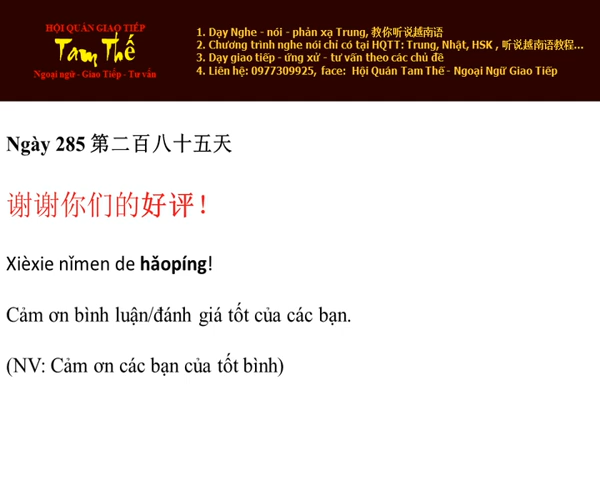 HỘI QUÁN GIAO TIẾP
Tam Thế
Ngoại ngữ - Giao Tiếp - Tư vấn
1. Dạy Nghe - nói - phản xạ Trung, 教你听说越南语
2. Chương trình nghe nói chỉ có tại HQTT: Trung, Nhật, HSK , 听说越南语教程...
3. Dạy giao tiếp - ứng xử - tư vấn theo các chủ đề
4. Liên hệ: 0977309925, face: Hội Quán Tam Thế - Ngoại Ngữ Giao Tiếp
Ngày 285 第二百八十五天
谢谢你们的好评！
Xièxie nǐmen de hǎopíng!
Cảm ơn bình luận/đánh giá tốt của các bạn.
(NV: Cảm ơn các bạn của tốt bình)